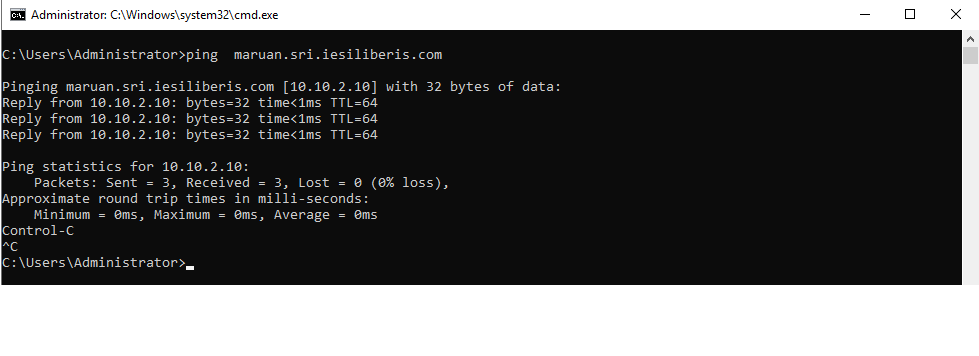 Administrator: C:\Windows\system32\cmd.exe
C:\Users\Administrator>ping  maruan.sri.iesiliberis.com
Pinging maruan.sri.iesiliberis.com [10.10.2.10] with 32 bytes of data:
Reply from 10.10.2.10: bytes=32 time<1ms TTL=64
Reply from 10.10.2.10: bytes=32 time<1ms TTL=64
Reply from 10.10.2.10: bytes=32 time<1ms TTL=64
Ping statistics for 10.10.2.10:
    Packets: Sent = 3, Received = 3, Lost = 0 (0% loss),
Approximate round trip times in milli-seconds:
    Minimum = 0ms, Maximum = 0ms, Average = 0ms
Control-C
^C
C:\Users\Administrator>